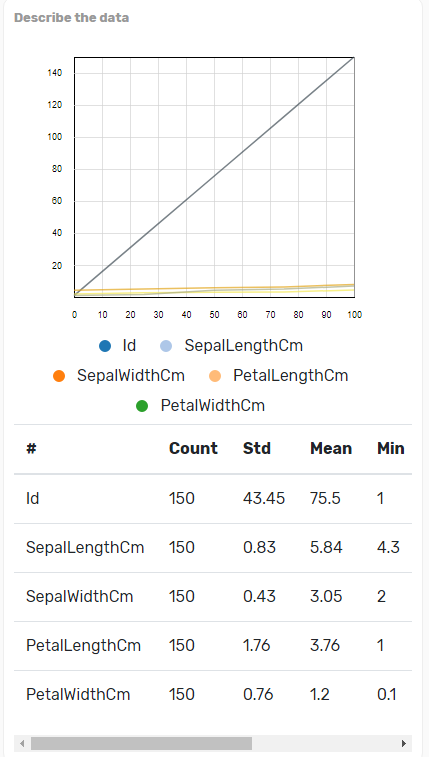 Describe the data
140
120
100
80
60
40
20
0 10 20 30 40 50 60 70 80 90 100
Id SepalLengthCm
SepalWidthCm PetalLengthCm
PetalWidthCm
# Count Std Mean Min
Id 150 43.45 75.5 1
SepalLengthCm 150 0.83 5.84 4.3
SepalWidthCm 150 0.43 3.05 2
PetalLengthCm 150 1.76 3.76 1
PetalWidthCm 150 0.76 1.2 0.1